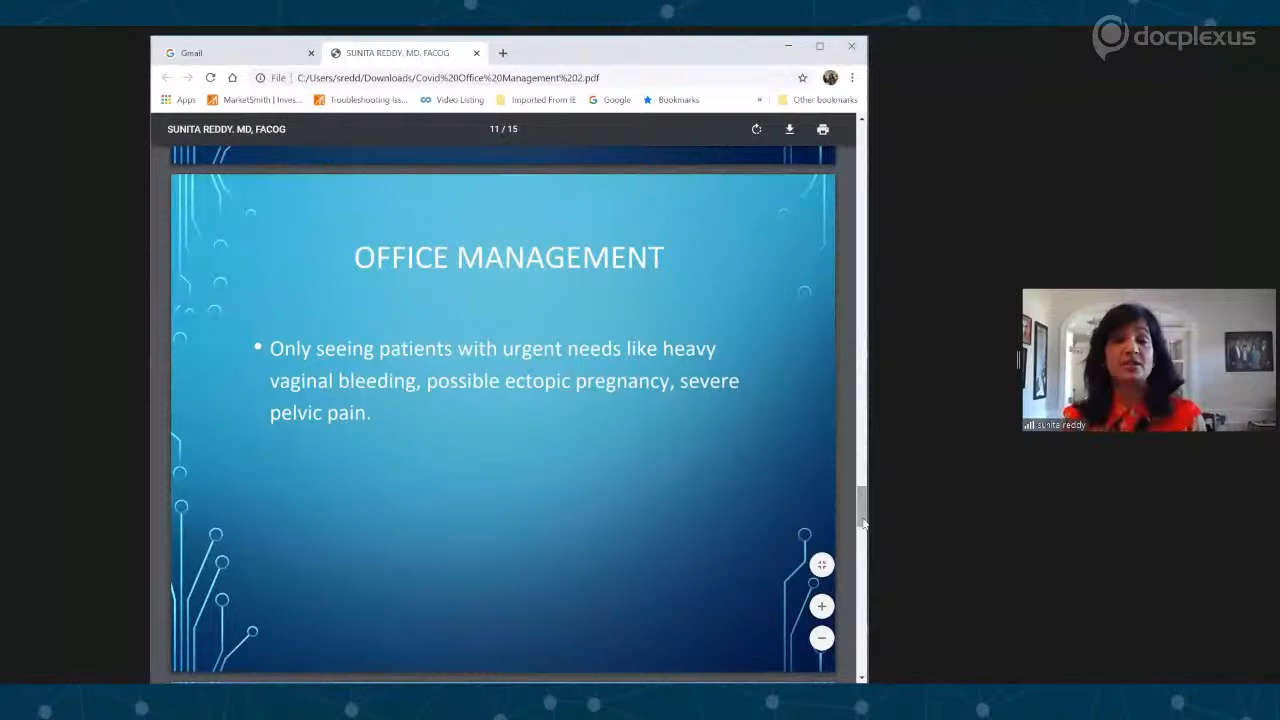 docplexus
Gmail
SUNITA REDDY. MD, FACOG
File
C:/Users/sredd/Downloads/Covid%20Office%20Management%202.pdf
Apps
MarketSmith | Inves...
Troubleshooting Iss...
Video Listing
Imported From IE
Google
Bookmarks
»
Other bookmarks
SUNITA REDDY. MD, FACOG
11 / 15
OFFICE MANAGEMENT
• Only seeing patients with urgent needs like heavy
vaginal bleeding, possible ectopic pregnancy, severe
pelvic pain.
sunita reddy